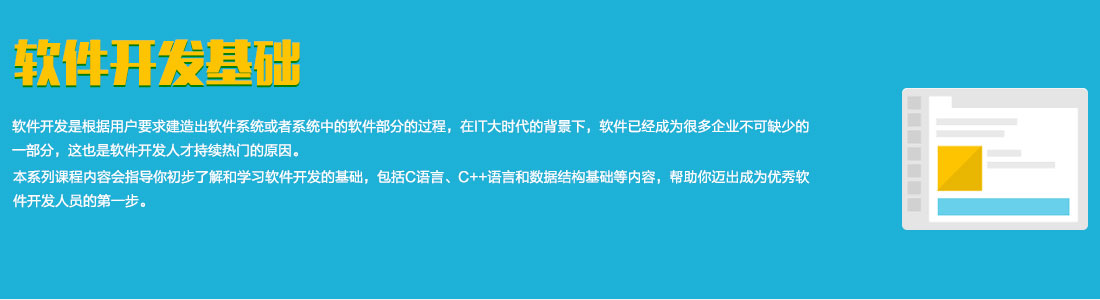 软件开发基础
软件开发是根据用户要求建造出软件系统或者系统中的软件部分的过程，在IT大时代的背景下，软件已经成为很多企业不可缺少的
一部分，这也是软件开发人才持续热门的原因。
本系列课程内容会指导你初步了解和学习软件开发的基础，包括C语言、C++语言和数据结构基础等内容，帮助你迈出成为优秀软
件开发人员的第一步。